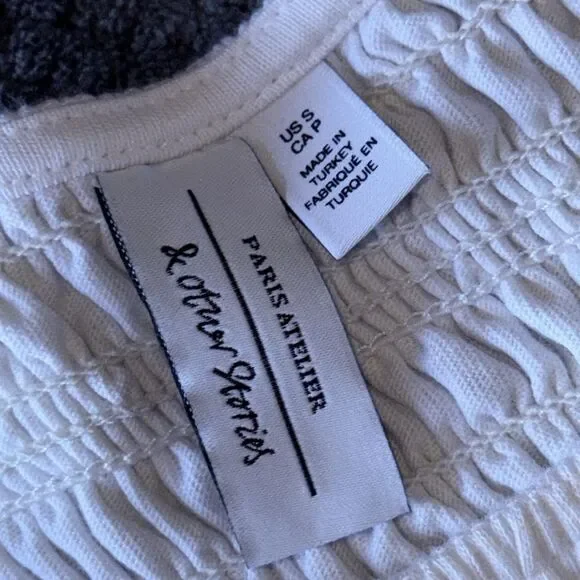 PARIS ATELIER
& Other Stories
US S
CA P
MADE IN
TURKEY
FABRIQUÉ EN
TURQUIE